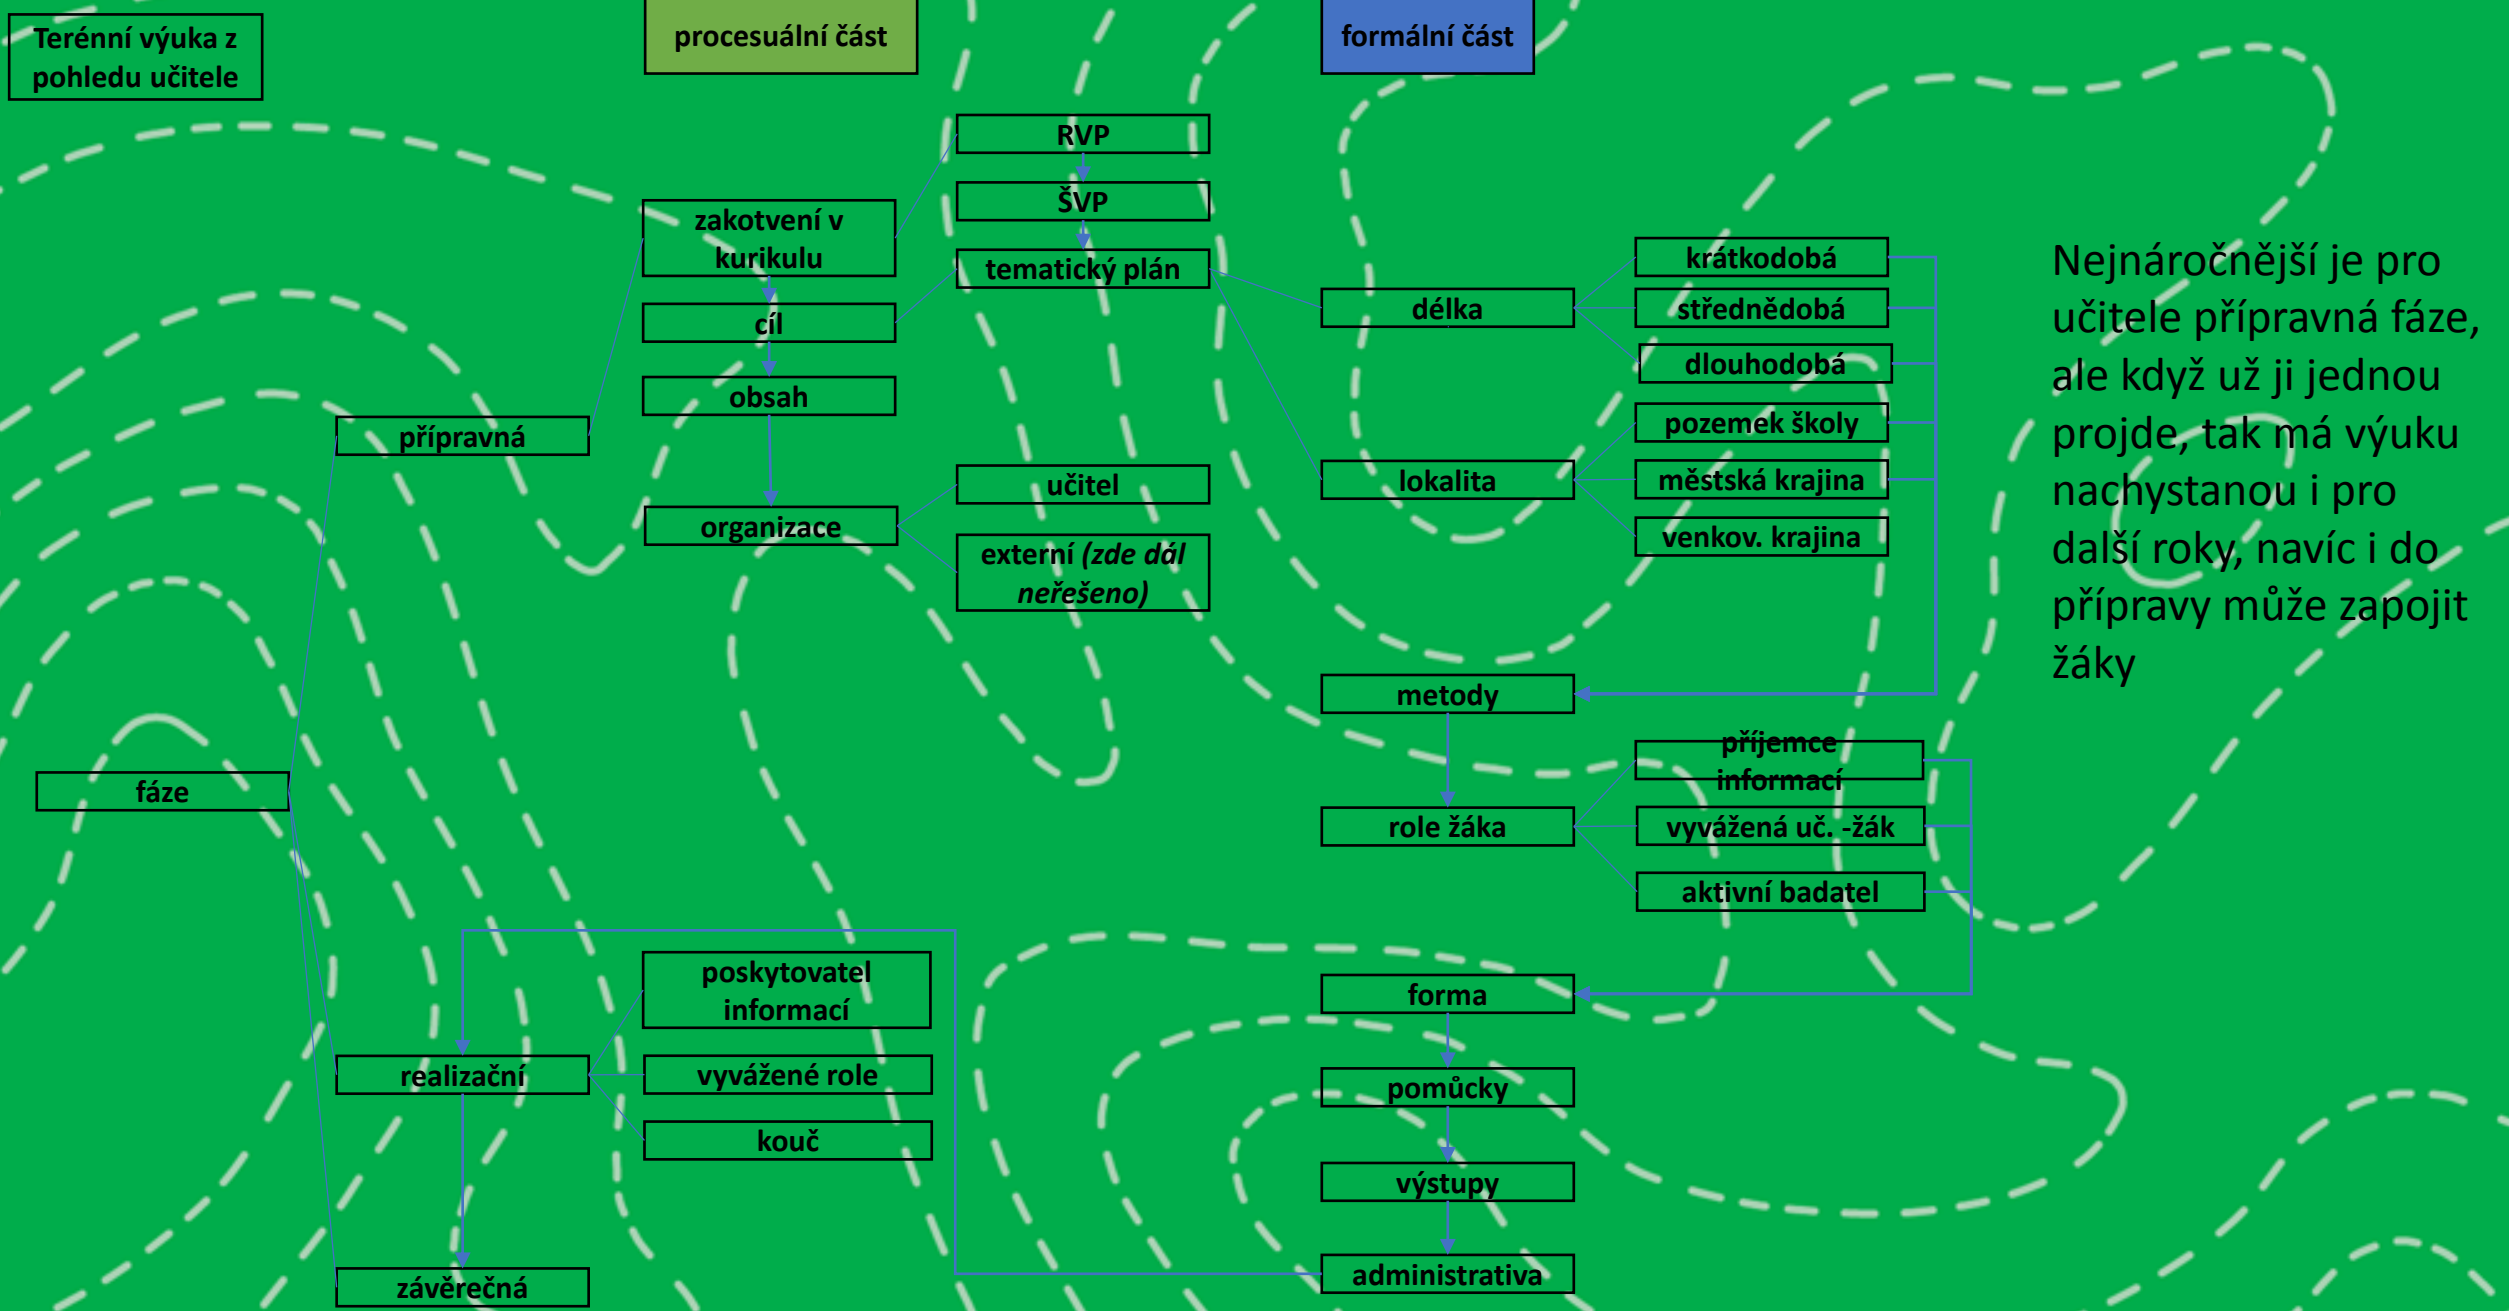 Terénní výuka z
pohledu učitele
procesuální část
formální část
RVP
ŠVP
tematický plán
zakotvení v
kurikulu
cíl
obsah
organizace
učitel
externí (zde dál
neřešeno)
přípravná
fáze
délka
krátkodobá
střednědobá
dlouhodobá
lokalita
pozemek školy
městská krajina
venkov. krajina
metody
role žáka
příjemce
informací
vyvážená uč. -žák
aktivní badatel
forma
pomůcky
výstupy
administrativa
realizační
poskytovatel
informací
vyvážené role
kouč
závěrečná
Nejnáročnější je pro
učitele přípravná fáze,
ale když už ji jednou
projde, tak má výuku
nachystanou i pro
další roky, navíc i do
přípravy může zapojit
žáky